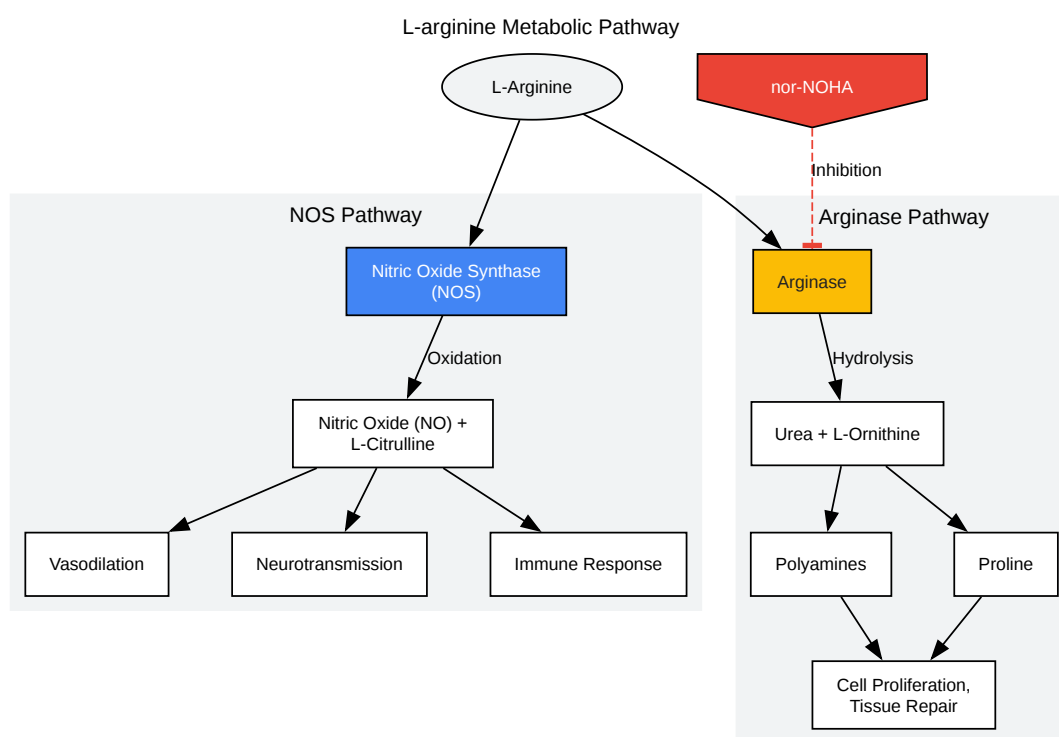 L-arginine Metabolic Pathway
L-Arginine
nor-NOHA
Inhibition
NOS Pathway
Arginase Pathway
Nitric Oxide Synthase
(NOS)
Arginase
Oxidation
Hydrolysis
Nitric Oxide (NO) +
L-Citrulline
Urea + L-Ornithine
Vasodilation
Neurotransmission
Immune Response
Polyamines
Proline
Cell Proliferation,
Tissue Repair